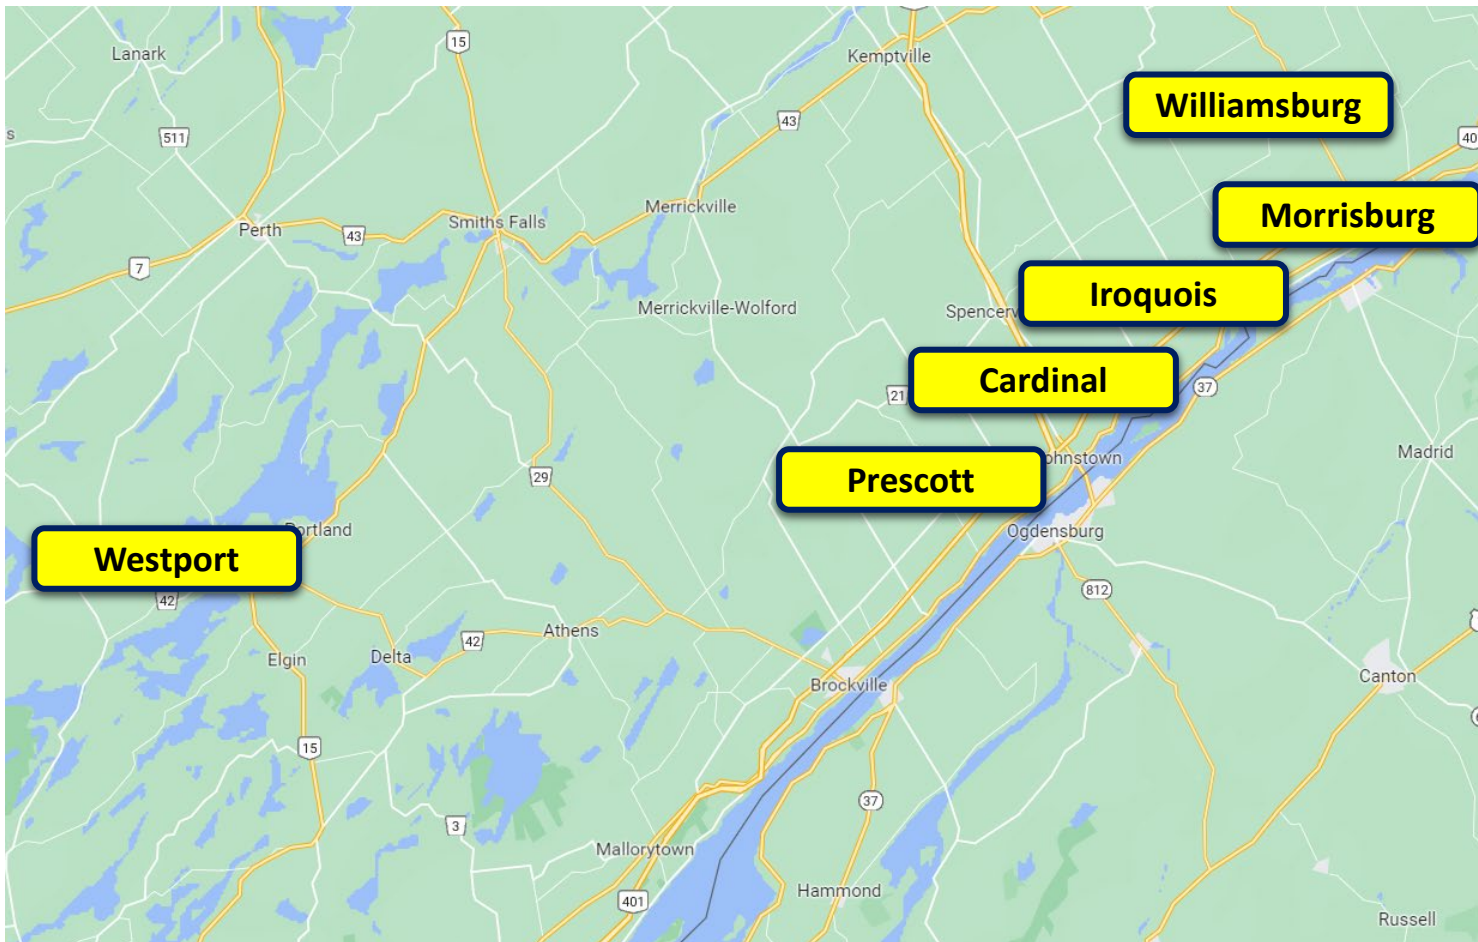 15
Lanark
Kemptville
Williamsburg
43
511
s
40
Merrickville
Morrisburg
Smiths Falls
Perth
43
7
Iroquois
Merrickville-Wolford
Spencerv
Cardinal
37
21
Madrid
ohnstown
Prescott
29
Portland
Ogdensburg
Westport
812
42
Athens
42
Delta
Elgin
Canton
Brockville
15
37
3
Mallorytown
Hammond
401
Russell